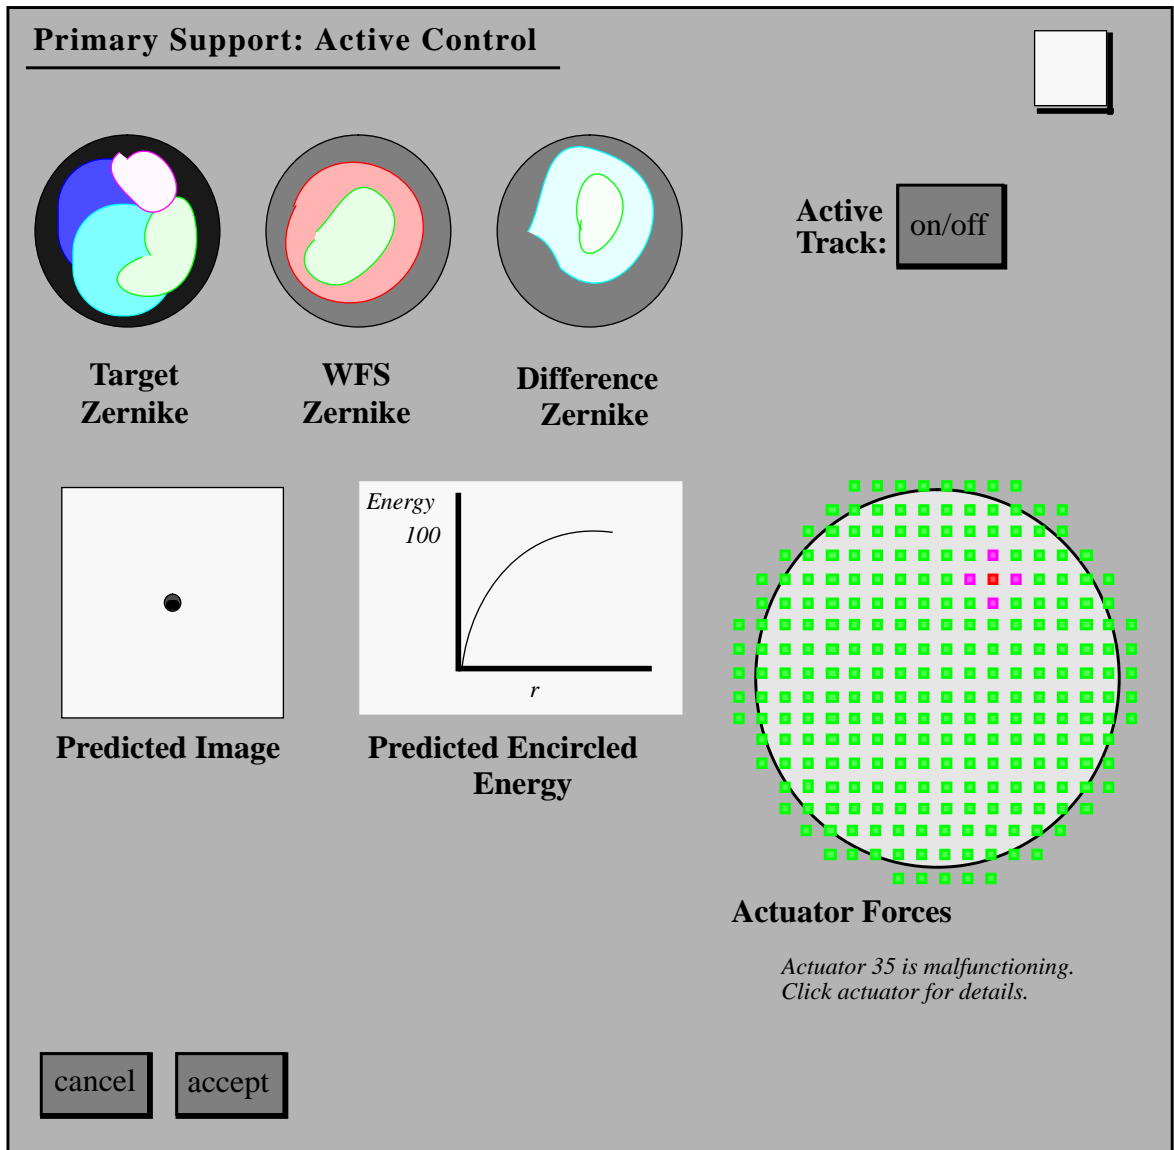 Primary Support: Active Control
Active
Track:
on/off
Target
Zernike
WFS
Zernike
Difference
Zernike
Energy
100
r
Predicted Image
Predicted Encircled
Energy
Actuator Forces
Actuator 35 is malfunctioning.
Click actuator for details.
cancel
accept